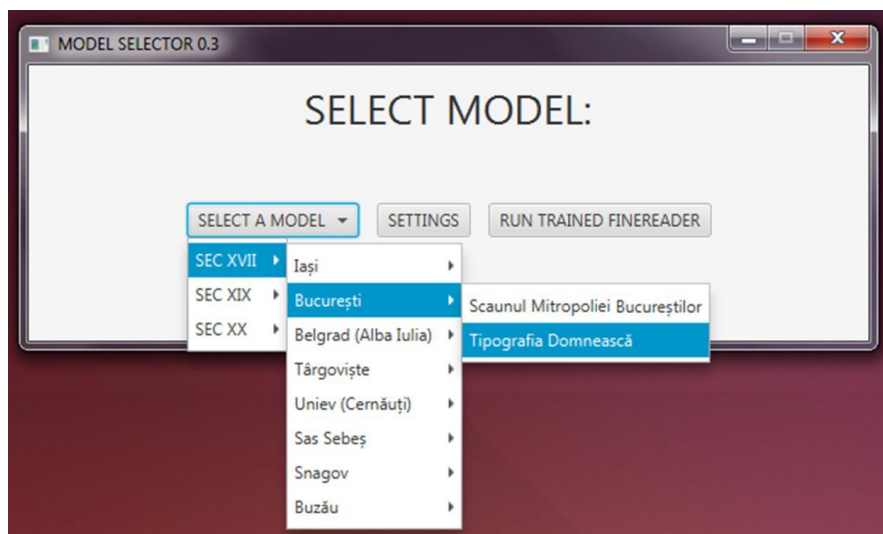 MODEL SELECTOR 0.3
SELECT MODEL:
SELECT A MODEL
SETTINGS
RUN TRAINED FINEREADER
SEC XVII
SEC XIX
SEC XX
Iași
București
Belgrad (Alba Iulia)
Târgoviște
Uniev (Cernăuți)
Sas Sebeș
Snagov
Buzău
Scaunul Mitropoliei Bucureștilor
Tipografia Domnească